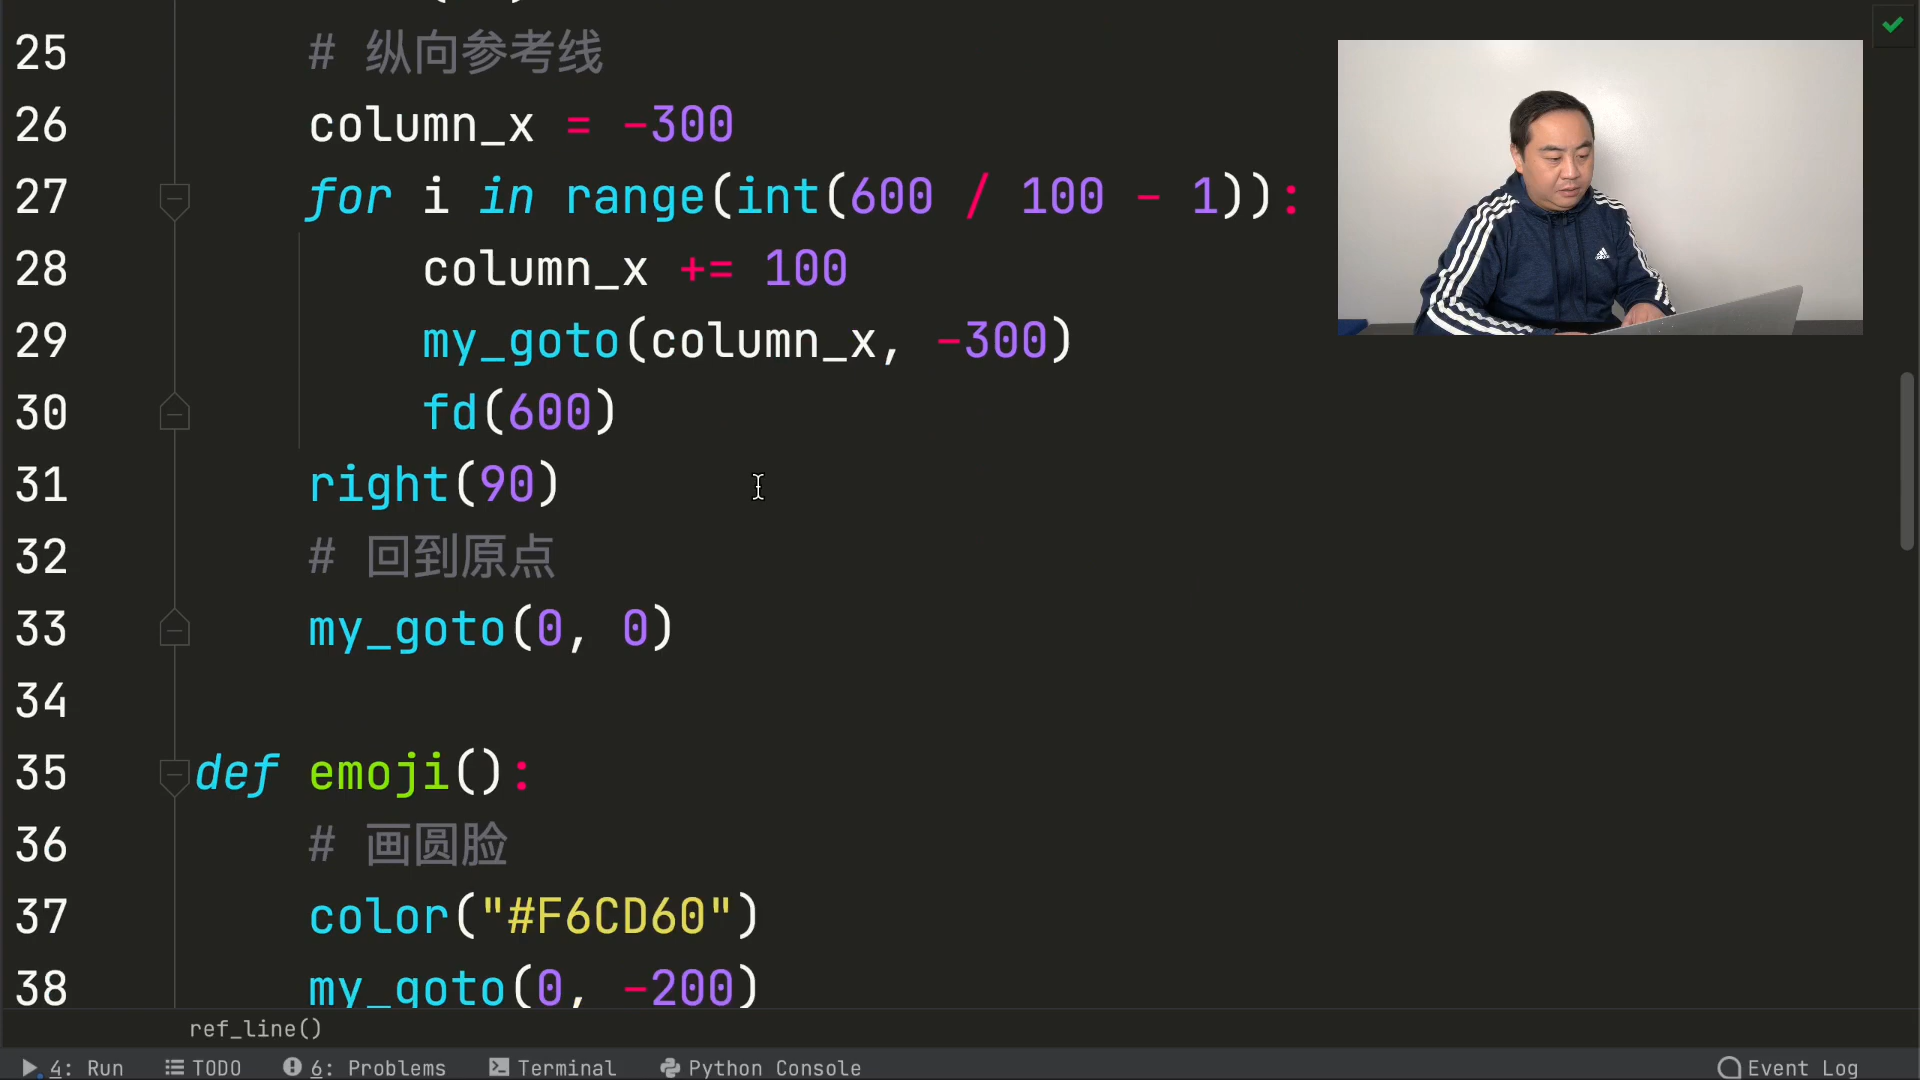 25 # 纵向参考线
26 column_x = -300
27 for i in range(int(600 / 100 - 1)):
28 column_x += 100
29 my_goto(column_x, -300)
30 fd(600)
31 right(90)
32 # 回到原点
33 my_goto(0, 0)
34
35 def emoji():
36 # 画圆脸
37 color("#F6CD60")
38 my_goto(0, -200)
ref_line()
4: Run TODO 6: Problems Terminal Python Console Event Log
adidas